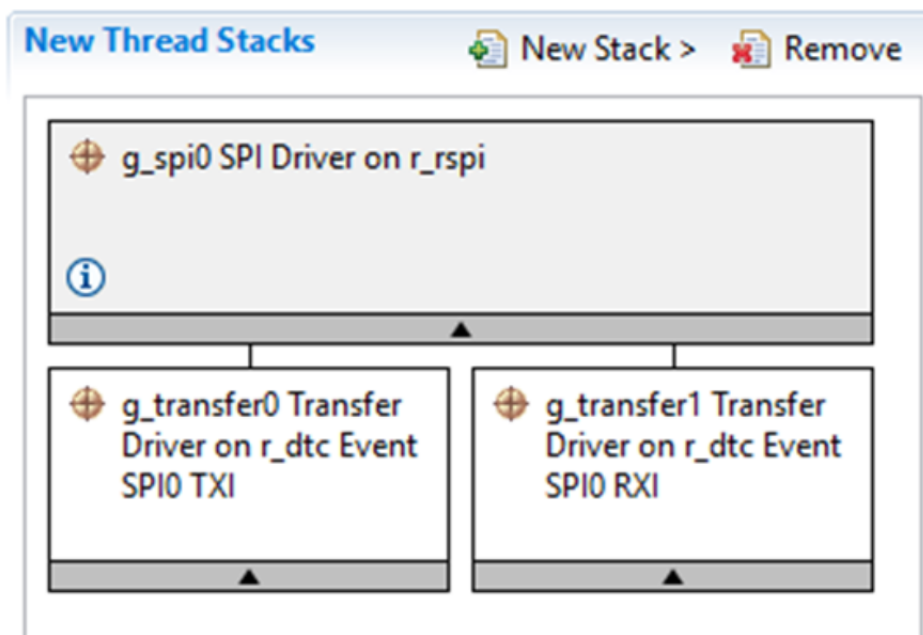 New Thread Stacks
New Stack >
Remove
g_spi0 SPI Driver on r_rspi
g_transfer0 Transfer
Driver on r_dtc Event
SPI0 TXI
g_transfer1 Transfer
Driver on r_dtc Event
SPI0 RXI